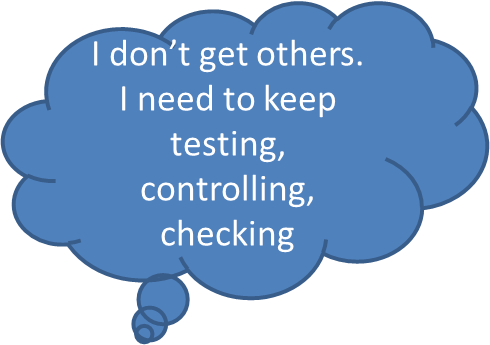 I don’t get others.
I need to keep
testing,
controlling,
checking